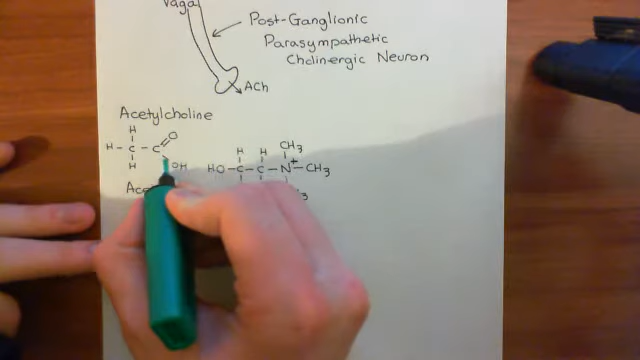 Vagal
Post-Ganglionic
Parasympathetic
Cholinergic Neuron
ACh
Acetylcholine
H O
H-C-C
H OH
H H CH3
HO-C-C-N+-CH3